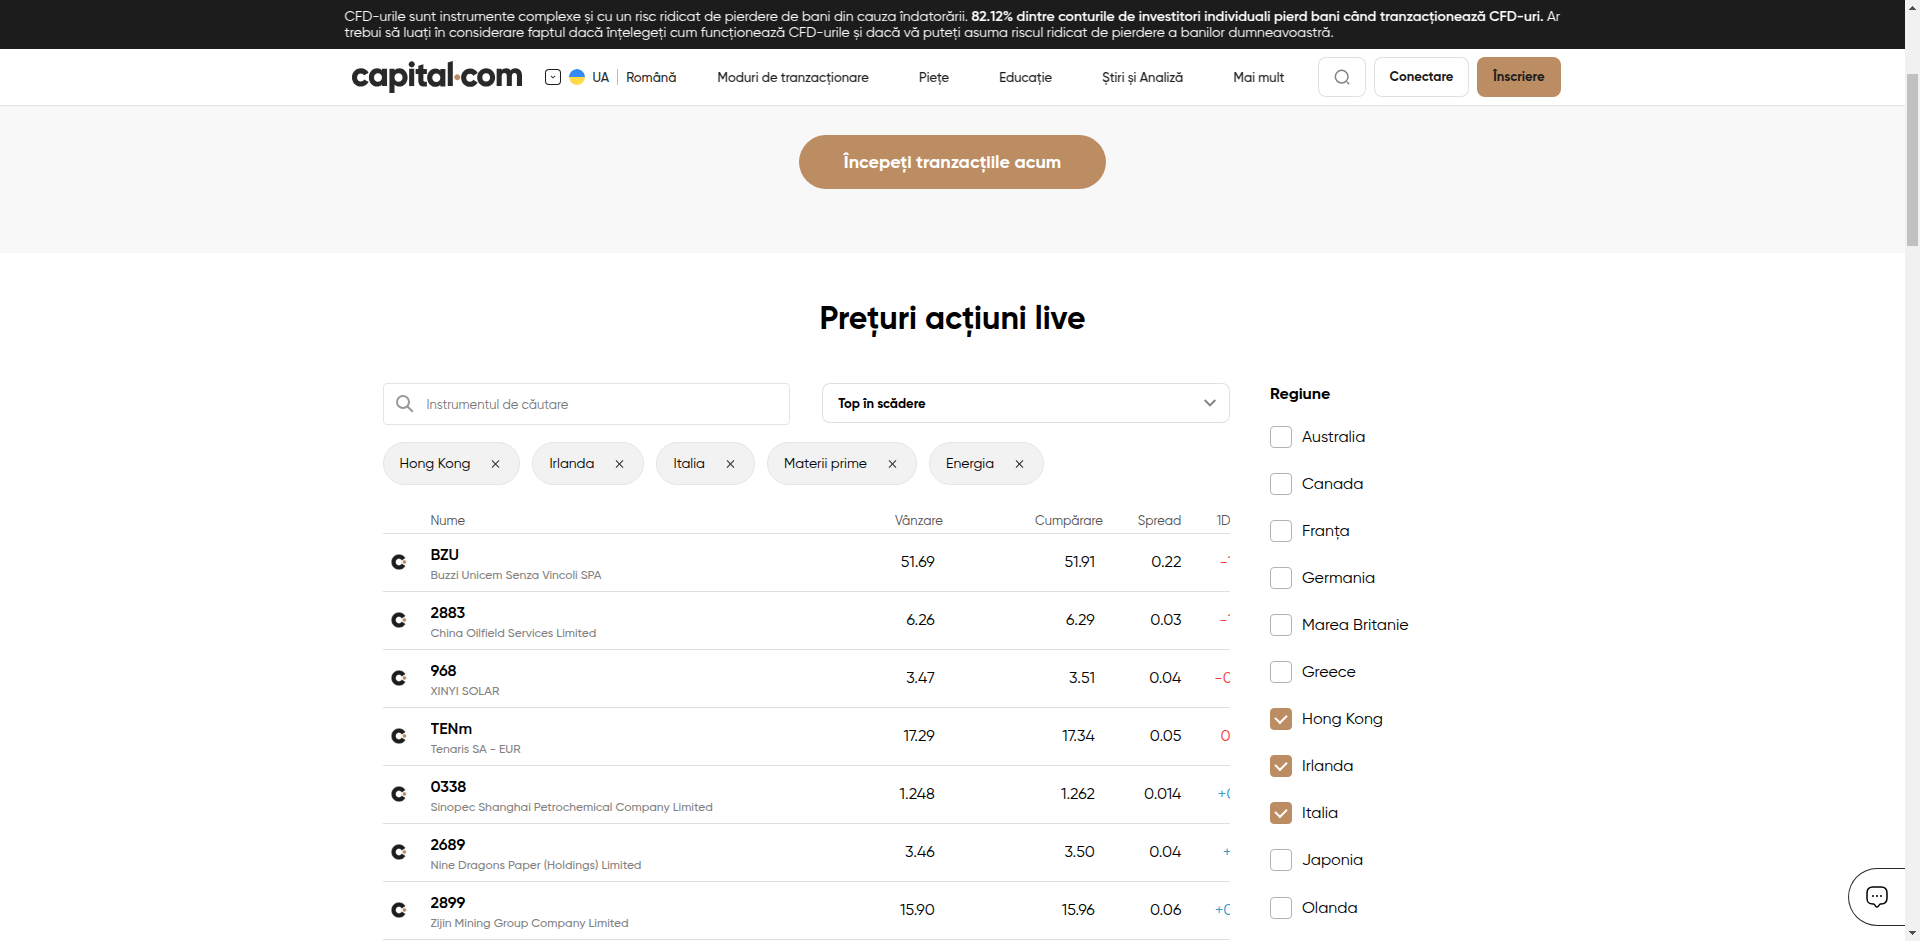 CFD-urile sunt instrumente complexe și cu un risc ridicat de pierdere de bani din cauza îndatorării. 82.12% dintre conturile de investitori individuali pierd bani când tranzacționează CFD-uri. Ar
trebui să luați în considerare faptul dacă înțelegeți cum funcționează CFD-urile și dacă vă puteți asuma riscul ridicat de pierdere a banilor dumneavoastră.
capital.com UA Română Moduri de tranzacționare Piețe Educație Știri și Analiză Mai mult Conectare Înscriere
Începeți tranzacțiile acum
Prețuri acțiuni live
Instrumentul de căutare Top în scădere
Hong Kong Irlanda Italia Materii prime Energia
Nume Vânzare Cumpărare Spread 1D
BZU
Buzzi Unicem Senza Vincoli SPA
51.69 51.91 0.22
2883
China Oilfield Services Limited
6.26 6.29 0.03
968
XINYI SOLAR
3.47 3.51 0.04
TENm
Tenaris SA - EUR
17.29 17.34 0.05 0
0338
Sinopec Shanghai Petrochemical Company Limited
1.248 1.262 0.014
2689
Nine Dragons Paper (Holdings) Limited
3.46 3.50 0.04 +
2899
Zijin Mining Group Company Limited
15.90 15.96 0.06
Regiune
Australia
Canada
Franța
Germania
Marea Britanie
Greece
Hong Kong
Irlanda
Italia
Japonia
Olanda